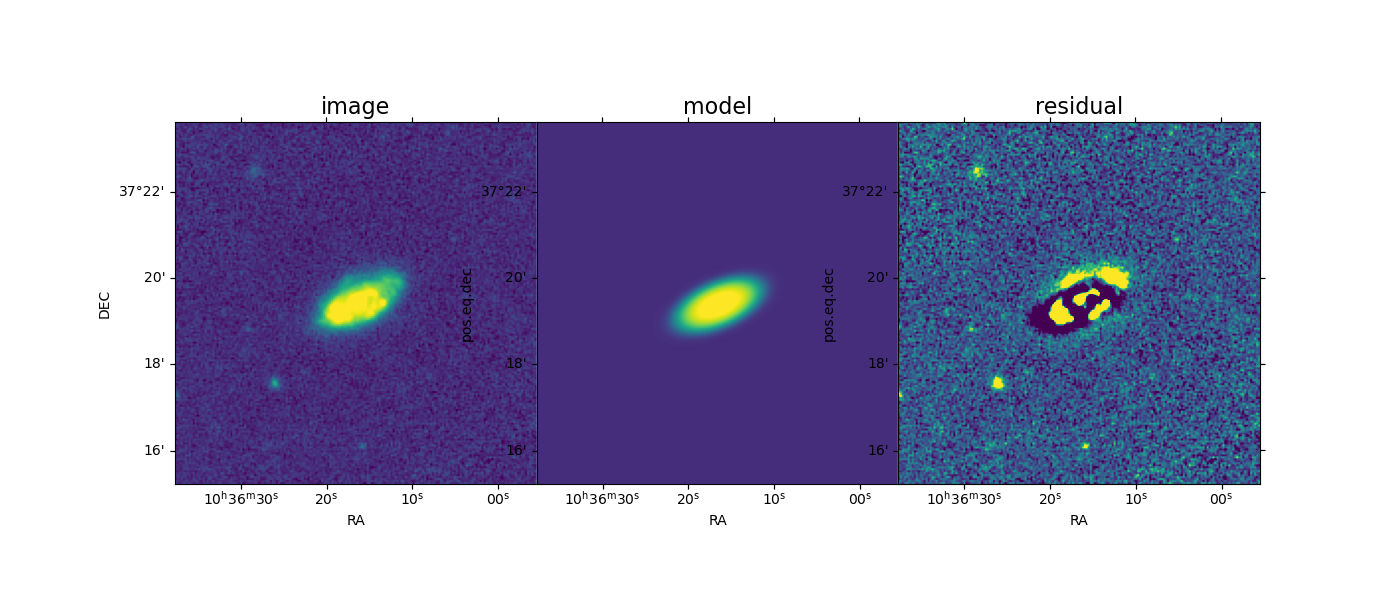 image model residual
37°22' 37°22' 37°22'
20' 20' 20'
DEC pos.eq.dec pos.eq.dec
18' 18' 18'
16' 16' 16'
10ʰ36ᵐ30ˢ 20ˢ 10ˢ 00ˢ 10ʰ36ᵐ30ˢ 20ˢ 10ˢ 00ˢ 10ʰ36ᵐ30ˢ 20ˢ 10ˢ 00ˢ
RA RA RA